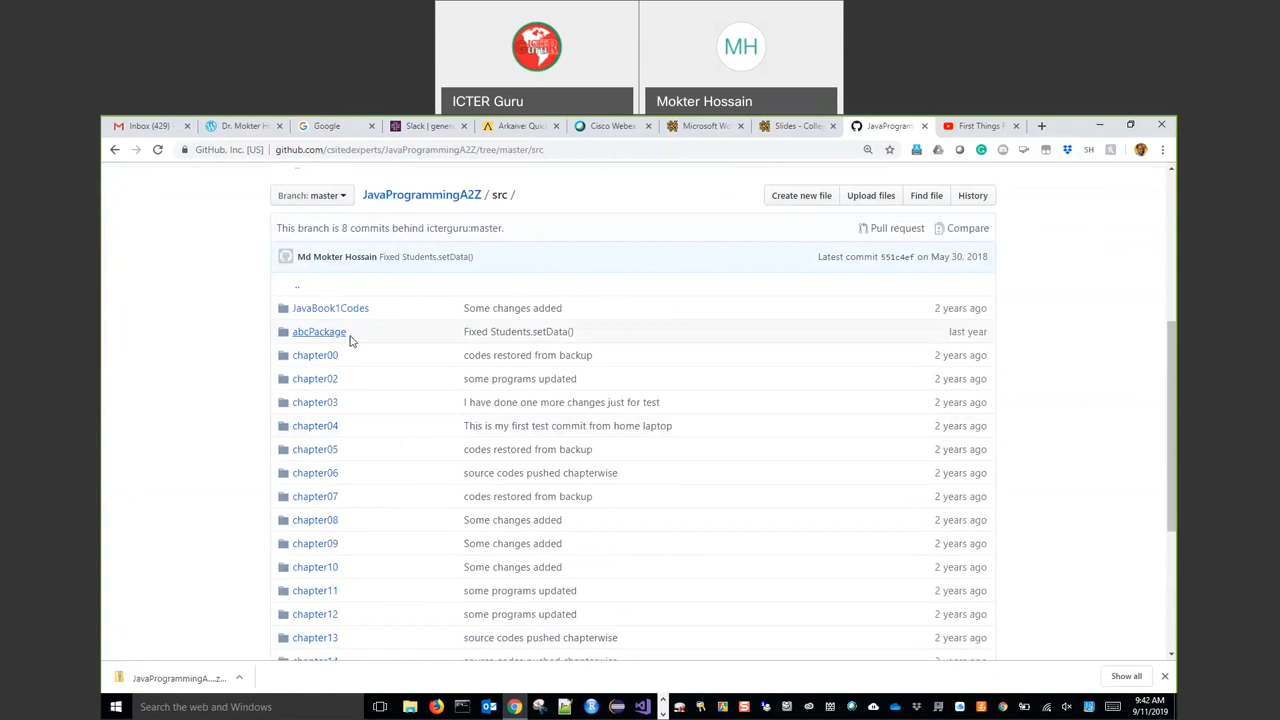 MH
ICTER Guru
Mokter Hossain
Inbox (429)
Dr. Mokter H
Google
Slack | gener
Arkaive: Quic
Cisco Webex
Microsoft Wo
Slides - Colle
JavaProgram
First Things F
GitHub, Inc. [US] github.com/csitedexperts/JavaProgrammingA2Z/tree/master/src
Branch: master
JavaProgrammingA2Z / src /
Create new file
Upload files
Find file
History
This branch is 8 commits behind icterguru:master.
Pull request
Compare
Md Mokter Hossain Fixed Students.setData()
Latest commit 551c4ef on May 30, 2018
..
JavaBook1Codes Some changes added 2 years ago
abcPackage Fixed Students.setData() last year
chapter00 codes restored from backup 2 years ago
chapter02 some programs updated 2 years ago
chapter03 I have done one more changes just for test 2 years ago
chapter04 This is my first test commit from home laptop 2 years ago
chapter05 codes restored from backup 2 years ago
chapter06 source codes pushed chapterwise 2 years ago
chapter07 codes restored from backup 2 years ago
chapter08 Some changes added 2 years ago
chapter09 Some changes added 2 years ago
chapter10 Some changes added 2 years ago
chapter11 some programs updated 2 years ago
chapter12 some programs updated 2 years ago
chapter13 source codes pushed chapterwise 2 years ago
JavaProgrammingA....z...
Show all
Search the web and Windows
9:42 AM
9/11/2019